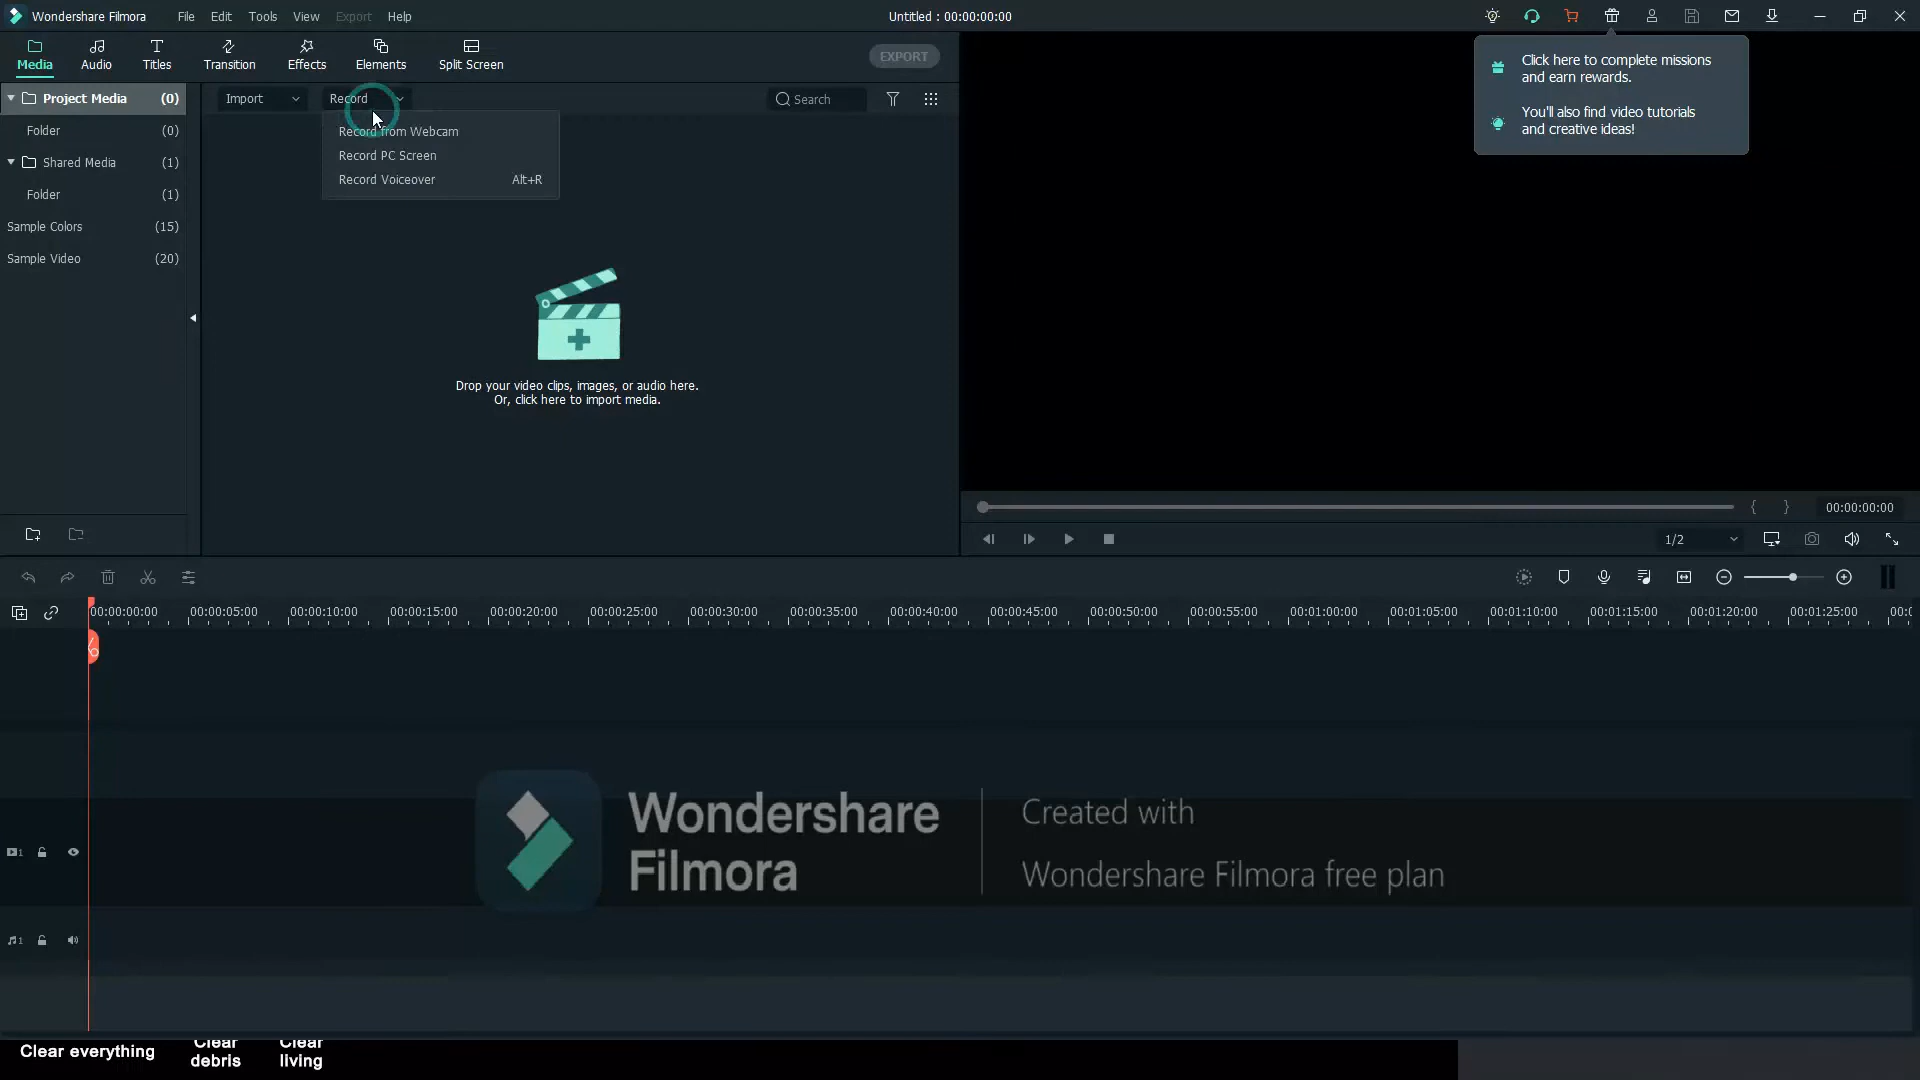 Wondershare Filmora File Edit Tools View Export Help Untitled : 00:00:00:00
Media Audio Titles Transition Effects Elements Split Screen EXPORT
Click here to complete missions
and earn rewards.
You'll also find video tutorials
and creative ideas!
Project Media (0)
Import Record Search
Folder (0)
Shared Media (1)
Folder (1)
Sample Colors (15)
Sample Video (20)
Record from Webcam
Record PC Screen
Record Voiceover Alt+R
Drop your video clips, images, or audio here.
Or, click here to import media.
{ } 00:00:00:00
1/2
00:00:00:00 00:00:05:00 00:00:10:00 00:00:15:00 00:00:20:00 00:00:25:00 00:00:30:00 00:00:35:00 00:00:40:00 00:00:45:00 00:00:50:00 00:00:55:00 00:01:00:00 00:01:05:00 00:01:10:00 00:01:15:00 00:01:20:00 00:01:25:00
Wondershare
Filmora
Created with
Wondershare Filmora free plan
1
1
Clear everything
Clear
debris
Clear
living